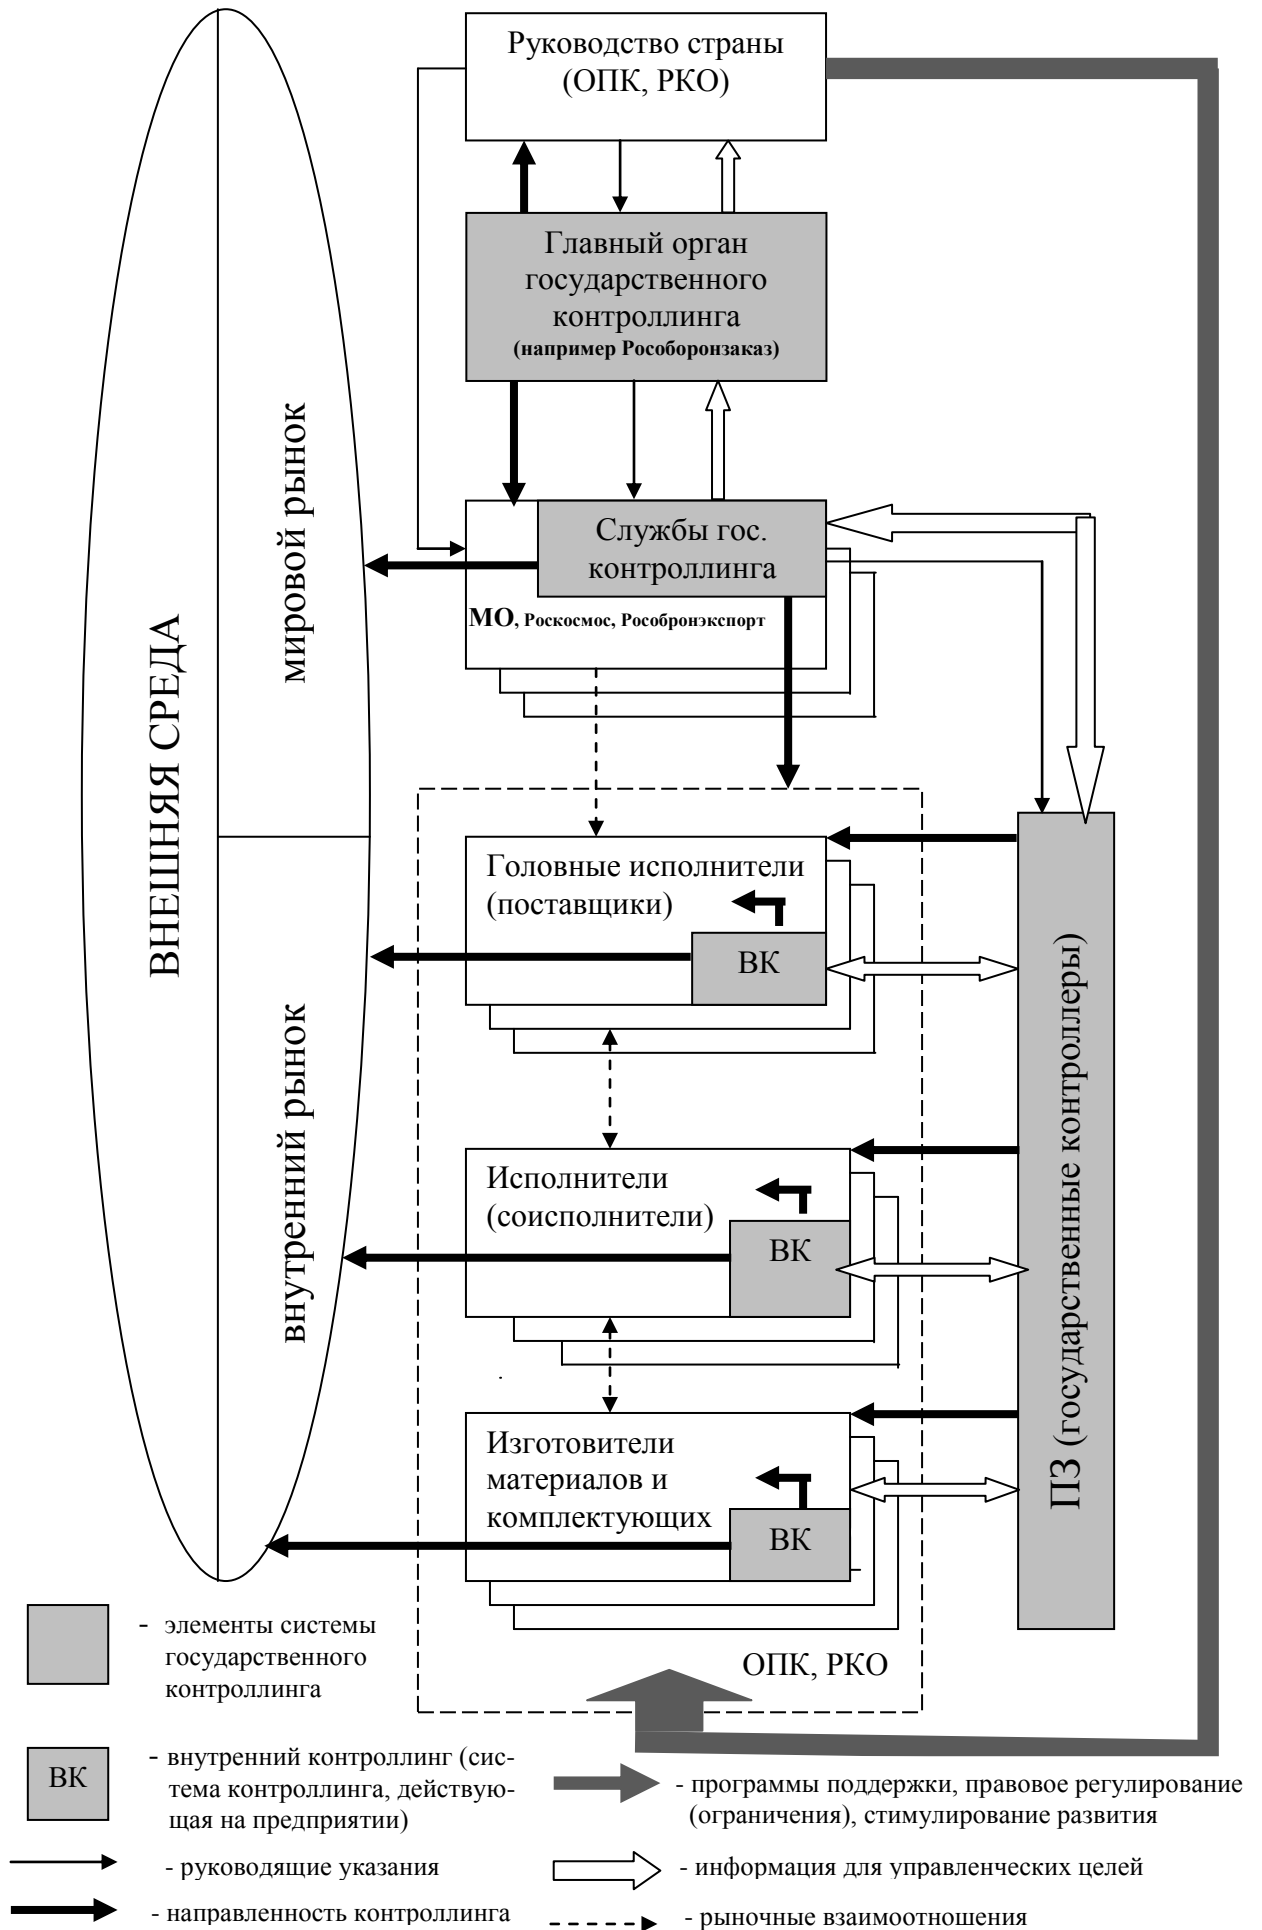 Руководство страны
(ОПК, РКО)
Главный орган
государственного
контроллинга
(например Рособоронзаказ)
Службы гос.
контроллинга
МО, Роскосмос, Рособронэкспорт
ВНЕШНЯЯ СРЕДА
мировой рынок
внутренний рынок
Головные исполнители
(поставщики)
ВК
Исполнители
(соисполнители)
ВК
Изготовители
материалов и
комплектующих
ВК
ПЗ (государственные контроллеры)
ОПК, РКО
- элементы системы
государственного
контроллинга
ВК
- внутренний контроллинг (сис-
тема контроллинга, действую-
щая на предприятии)
- программы поддержки, правовое регулирование
(ограничения), стимулирование развития
- руководящие указания
- информация для управленческих целей
- направленность контроллинга
- рыночные взаимоотношения